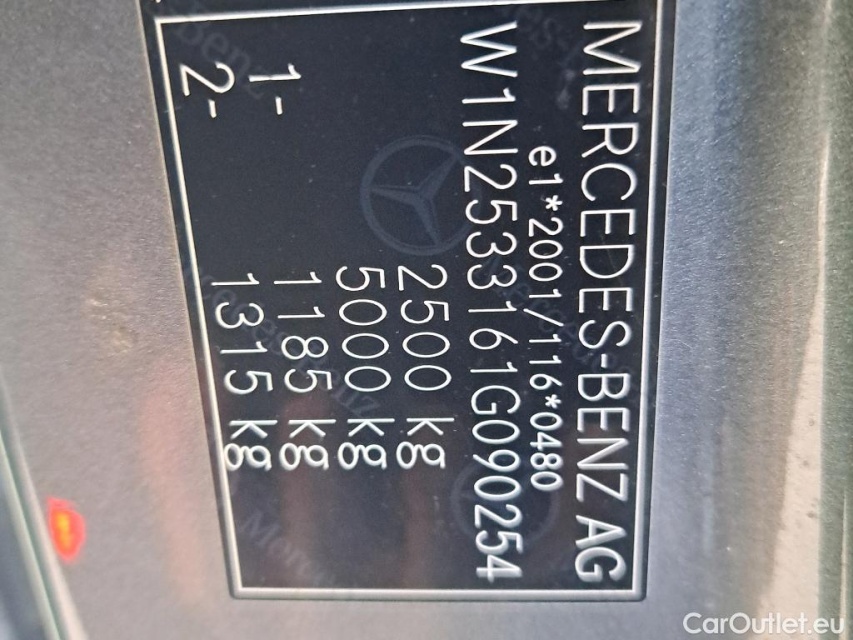 MERCEDES-BENZ AG
e1*2001/116*0480
W1N2533161G090254
2500 kg
5000 kg
1- 1185 kg
2- 1315 kg
CarOutlet.eu